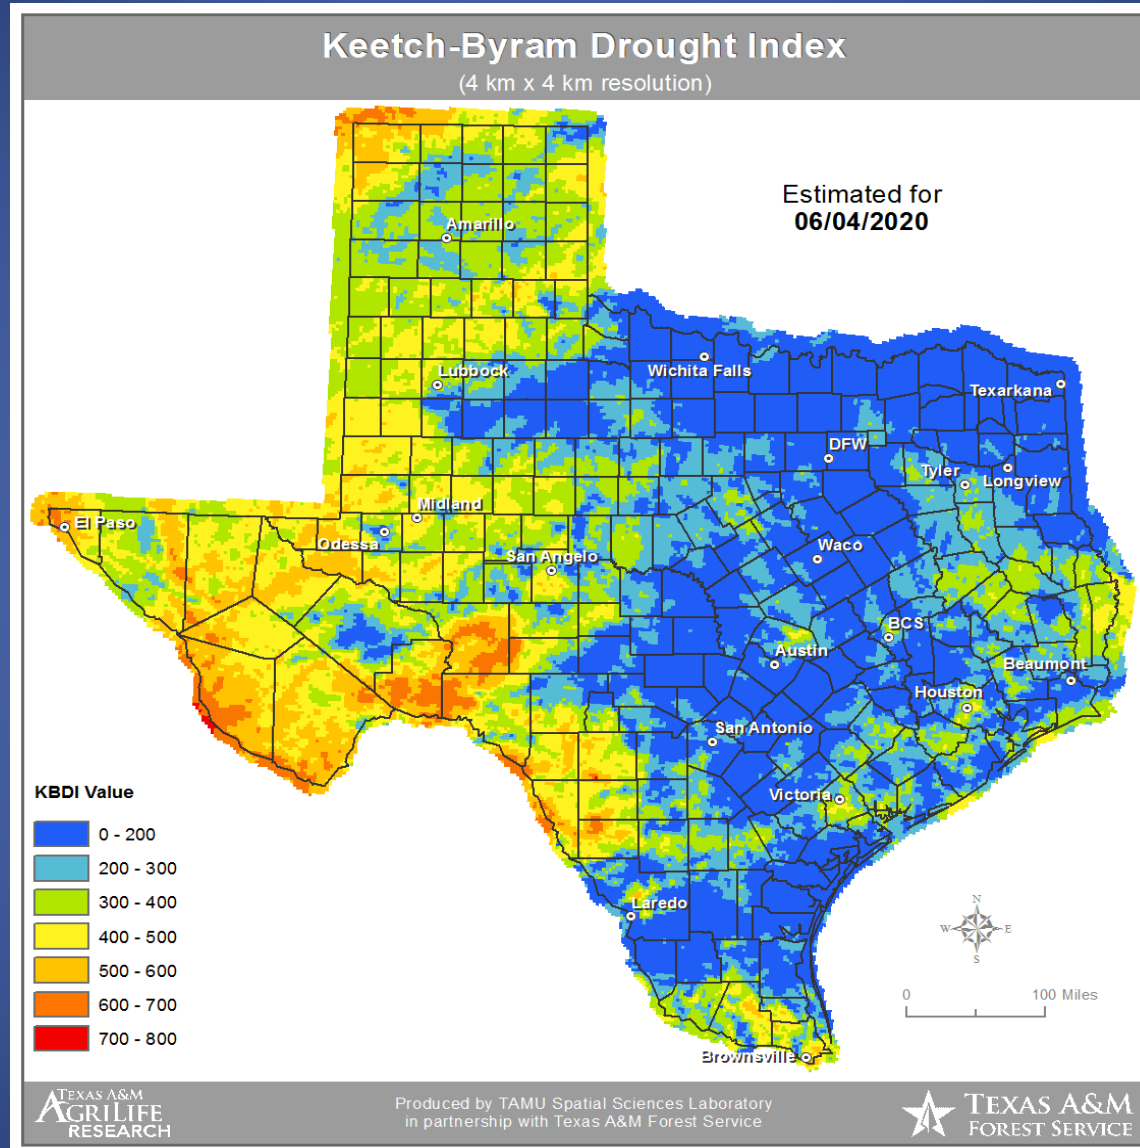 Keetch-Byram Drought Index
(4 km x 4 km resolution)
Estimated for
06/04/2020
Amarillo
Lubbock
Wichita Falls
Texarkana
DFW
Tyler
Longview
Midland
El Paso
Odessa
San Angelo
Waco
BCS
Austin
Beaumont
Houston
San Antonio
Victoria
Laredo
Brownsville
KBDI Value
0 - 200
200 - 300
300 - 400
400 - 500
500 - 600
600 - 700
700 - 800
N
W E
S
0 100 Miles
TEXAS A&M
AGRILIFE
RESEARCH
Produced by TAMU Spatial Sciences Laboratory
in partnership with Texas A&M Forest Service
TEXAS A&M
FOREST SERVICE